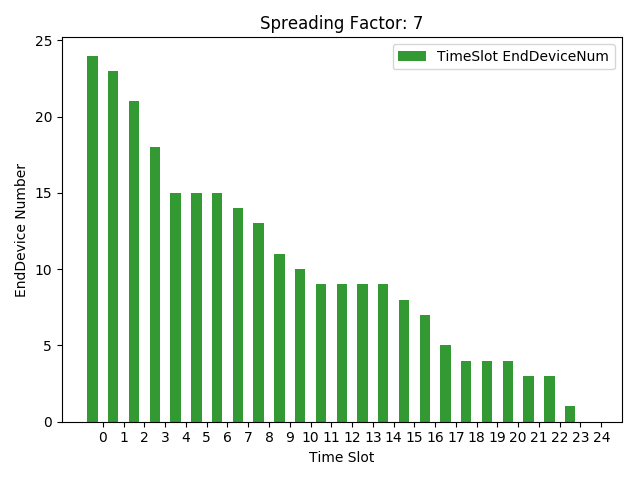 Spreading Factor: 7
TimeSlot EndDeviceNum
EndDevice Number
25
20
15
10
5
0
0 1 2 3 4 5 6 7 8 9 10 11 12 13 14 15 16 17 18 19 20 21 22 23 24
Time Slot